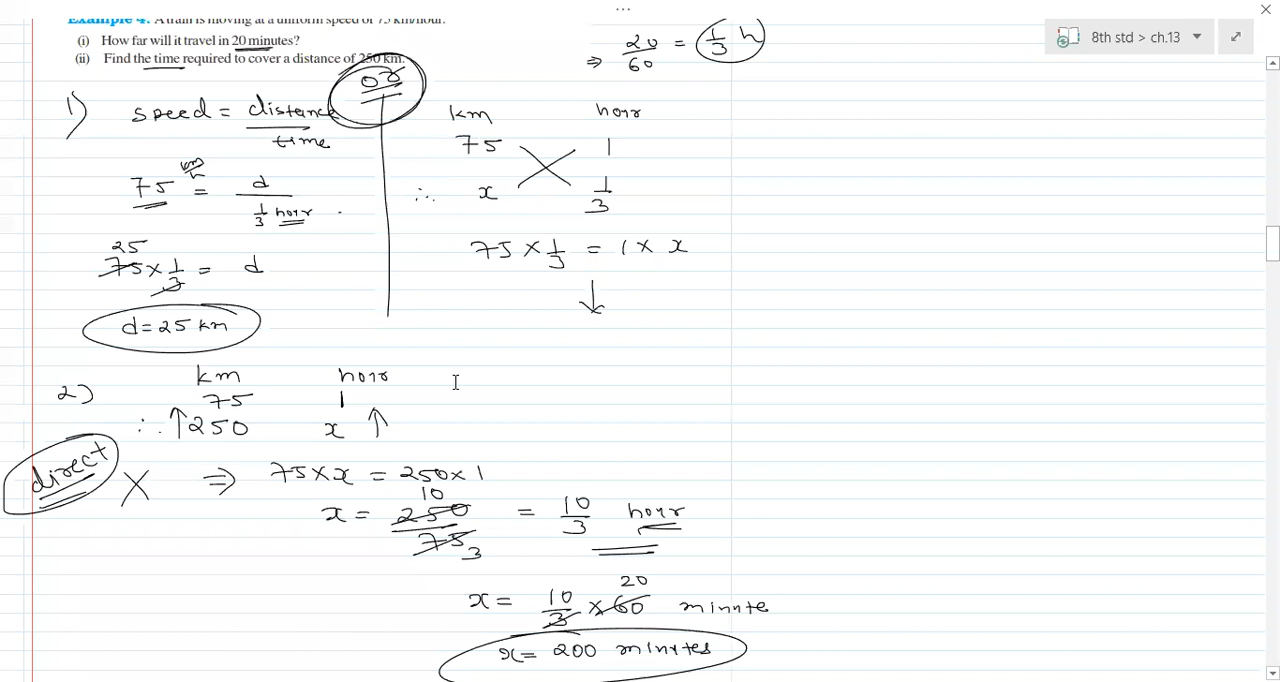 Example 4: A train is moving at a uniform speed of 75 km/hour.
(i) How far will it travel in 20 minutes?
(ii) Find the time required to cover a distance of 250 km.
8th std > ch.13
⇒ 20/60 = 1/3 h
or
1) speed = distance/time
75 km/h = d / (1/3 hour)
25
75 × 1/3 = d
d = 25 km
km hour
75 1
∴ x 1/3
75 × 1/3 = 1 × x
↓
2) km hour
75 1
∴ ↑ 250 x ↑
direct
⇒ 75 × x = 250 × 1
10
x = 250/75 = 10/3 hour
3
20
x = 10/3 × 60 minute
x = 200 minutes